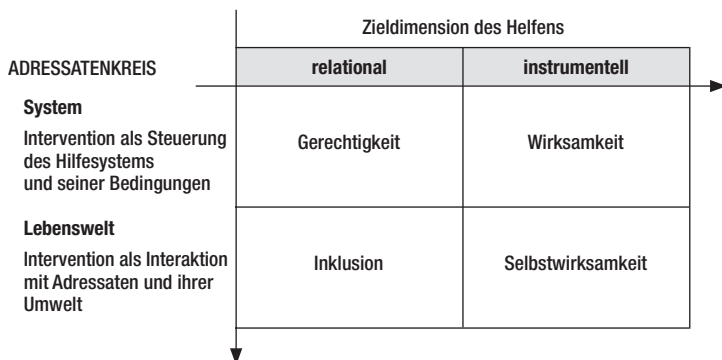 Zieldimension des Helfens
ADRESSATENKREIS
relational
instrumentell
System
Intervention als Steuerung
des Hilfesystems
und seiner Bedingungen
Gerechtigkeit
Wirksamkeit
Lebenswelt
Intervention als Interaktion
mit Adressaten und ihrer
Umwelt
Inklusion
Selbstwirksamkeit